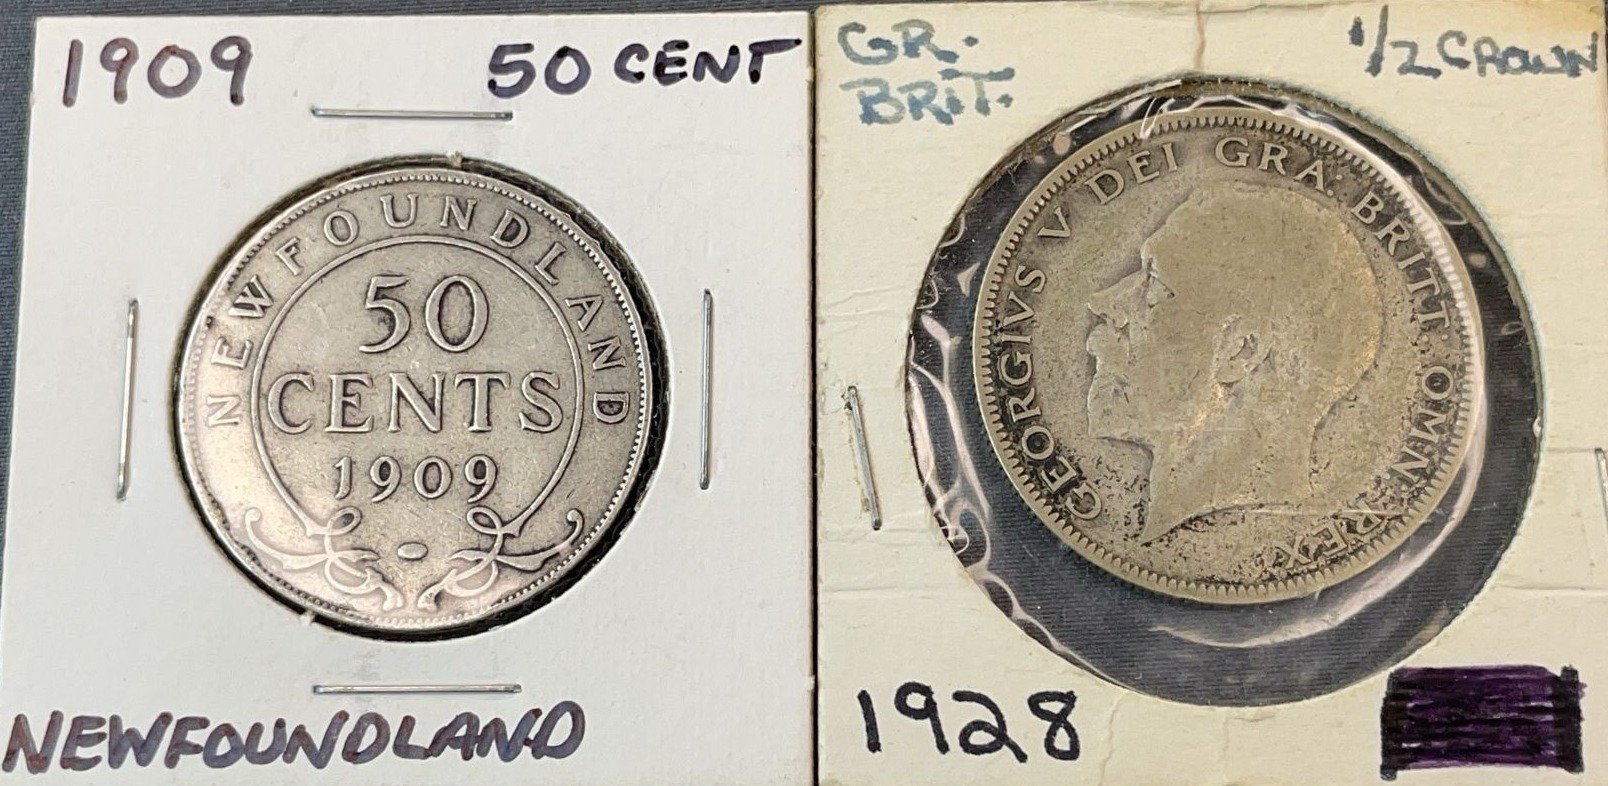 1909 50 CENT
NEWFOUNDLAND
50
CENTS
1909
NEWFOUNDLAND
GR. 1/2 CROWN
BRIT.
GEORGIVS V DEI GRA: BRITT: OMN: REX
1928